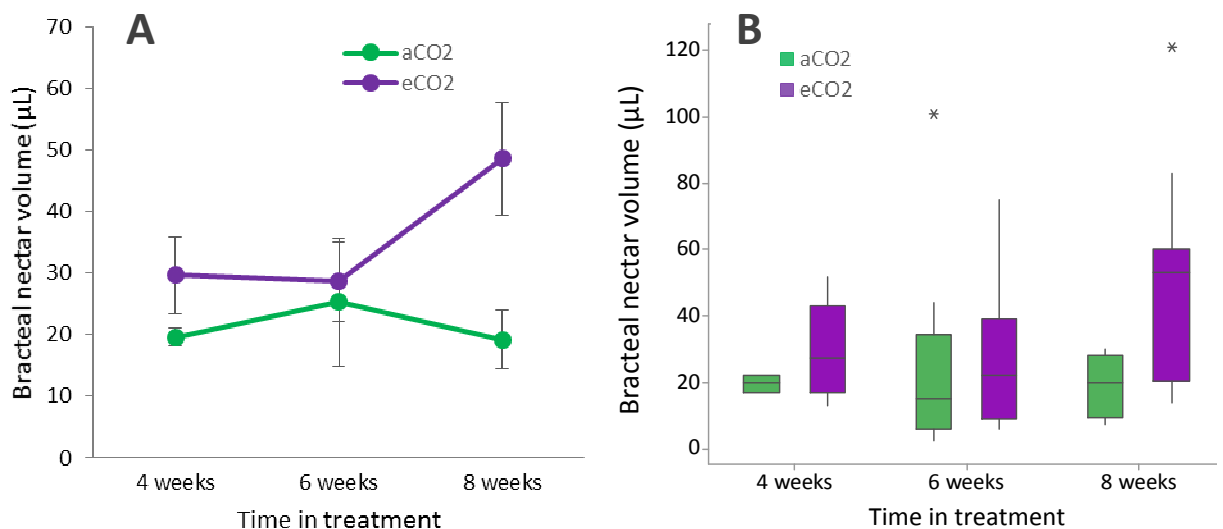 A
aCO2
eCO2
70
60
50
40
30
20
10
0
Bracteal nectar volume (µL)
4 weeks
6 weeks
8 weeks
Time in treatment
B
aCO2
eCO2
120
100
80
60
40
20
0
Bracteal nectar volume (µL)
*
*
4 weeks
6 weeks
8 weeks
Time in treatment